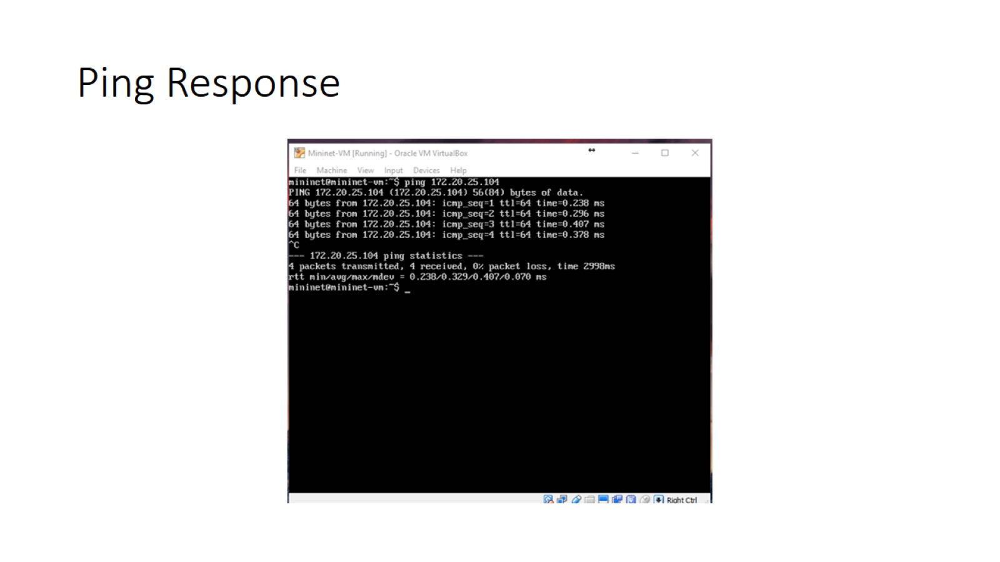 Ping Response
Mininet-VM [Running] - Oracle VM VirtualBox
File Machine View Input Devices Help
mininet@mininet-vm:~$ ping 172.20.25.104
PING 172.20.25.104 (172.20.25.104) 56(84) bytes of data.
64 bytes from 172.20.25.104: icmp_seq=1 ttl=64 time=0.238 ms
64 bytes from 172.20.25.104: icmp_seq=2 ttl=64 time=0.296 ms
64 bytes from 172.20.25.104: icmp_seq=3 ttl=64 time=0.407 ms
64 bytes from 172.20.25.104: icmp_seq=4 ttl=64 time=0.378 ms
^C
--- 172.20.25.104 ping statistics ---
4 packets transmitted, 4 received, 0% packet loss, time 2998ms
rtt min/avg/max/mdev = 0.238/0.329/0.407/0.070 ms
mininet@mininet-vm:~$ _
Right Ctrl